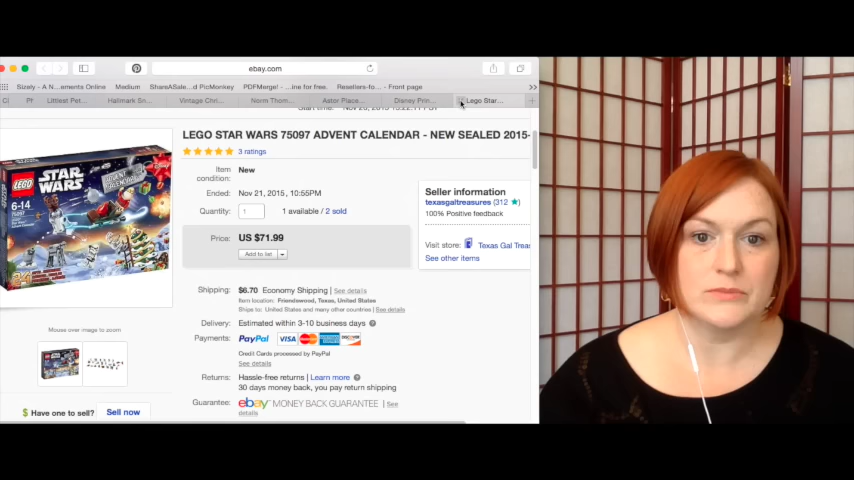 ebay.com
Sizely - A N...ements Online Medium ShareASale...d PicMonkey PDFMerge! - ...ine for free. Resellers-fo... - Front page
Littlest Pet... Hallmark Sn... Vintage Chri... Norm Thom... Astor Place... Disney Prin... Lego Star...
LEGO STAR WARS 75097 ADVENT CALENDAR - NEW SEALED 2015-
3 ratings
Item condition: New
Ended: Nov 21, 2015, 10:55PM
Quantity: 1 1 available / 2 sold
Price: US $71.99
Add to list
Seller information
texasgaltreasures (312)
100% Positive feedback
Visit store: Texas Gal Treas
See other items
LEGO STAR WARS
ADVENT CALENDAR
6-14
75097
Mouse over image to zoom
Shipping: $6.70 Economy Shipping | See details
Item location: Friendswood, Texas, United States
Ships to: United States and many other countries | See details
Delivery: Estimated within 3-10 business days
Payments: PayPal VISA MasterCard DISCOVER
Credit Cards processed by PayPal
See details
Returns: Hassle-free returns | Learn more
30 days money back, you pay return shipping
Guarantee: ebay MONEY BACK GUARANTEE | See details
$ Have one to sell? Sell now